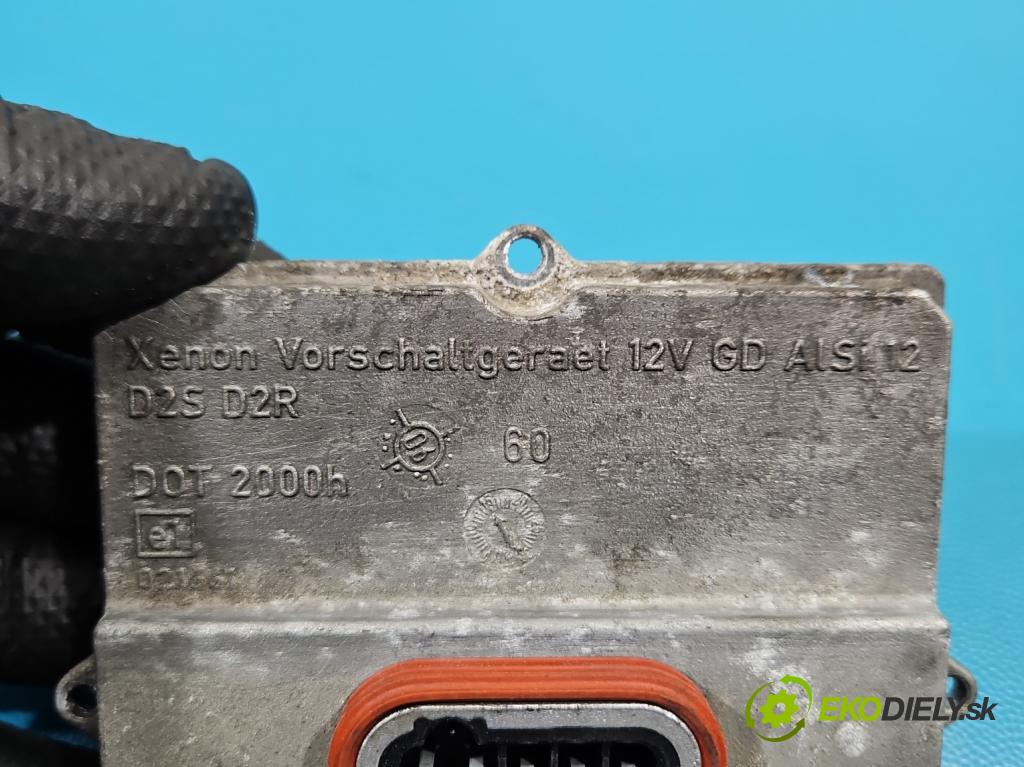 Xenon Vorschaltgeraet 12V GD AlSi 12
D2S D2R
60
DOT 2000h
e1
EKODIELY.sk